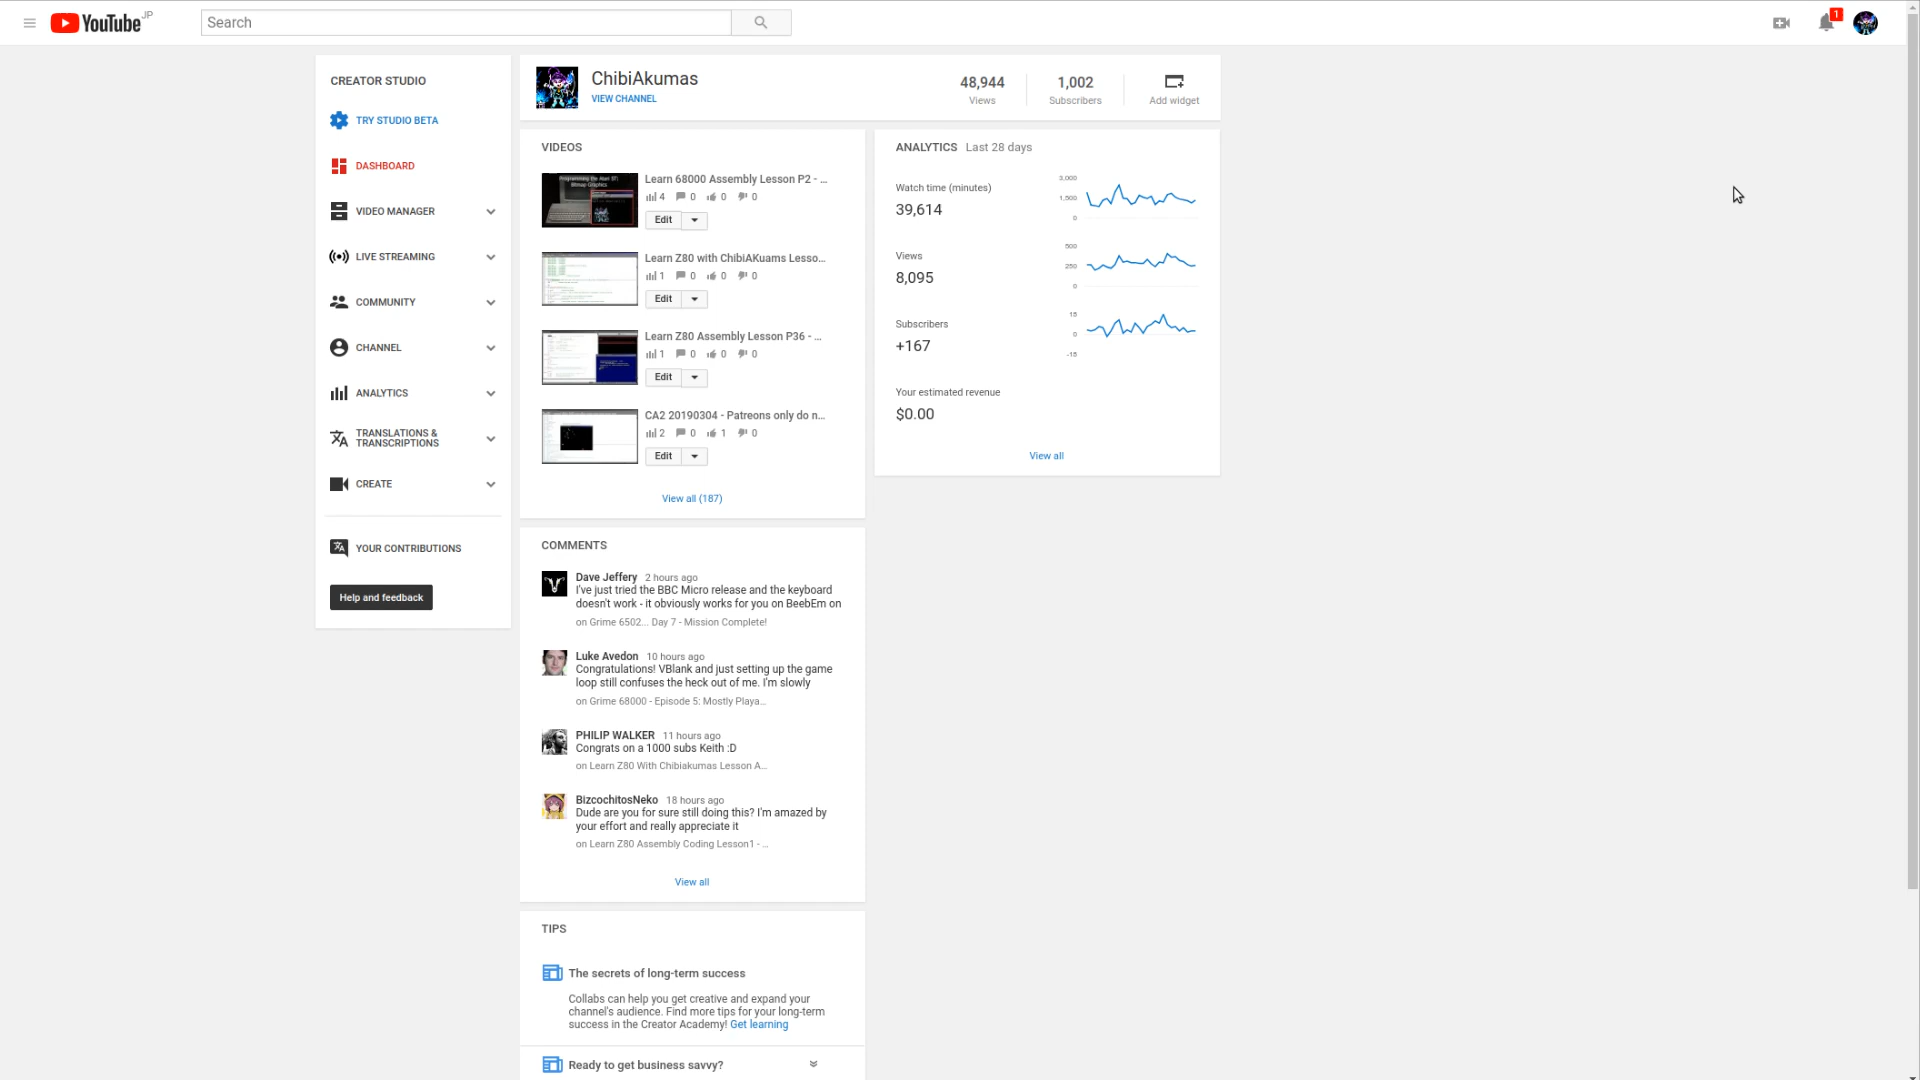 YouTube JP
Search
1
CREATOR STUDIO
TRY STUDIO BETA
DASHBOARD
VIDEO MANAGER
LIVE STREAMING
COMMUNITY
CHANNEL
ANALYTICS
TRANSLATIONS &
TRANSCRIPTIONS
CREATE
YOUR CONTRIBUTIONS
Help and feedback
ChibiAkumas
VIEW CHANNEL
48,944
Views
1,002
Subscribers
Add widget
VIDEOS
Programming the Atari ST!
Bitmap Graphics
Learn 68000 Assembly Lesson P2 - ...
4 0 0 0
Edit
Learn Z80 with ChibiAKuams Lesso...
1 0 0 0
Edit
Learn Z80 Assembly Lesson P36 - ...
1 0 0 0
Edit
CA2 20190304 - Patreons only do n...
2 0 1 0
Edit
View all (187)
COMMENTS
Dave Jeffery 2 hours ago
I've just tried the BBC Micro release and the keyboard
doesn't work - it obviously works for you on BeebEm on
on Grime 6502... Day 7 - Mission Complete!
Luke Avedon 10 hours ago
Congratulations! VBlank and just setting up the game
loop still confuses the heck out of me. I'm slowly
on Grime 68000 - Episode 5: Mostly Playa...
PHILIP WALKER 11 hours ago
Congrats on a 1000 subs Keith :D
on Learn Z80 With Chibiakumas Lesson A...
BizcochitosNeko 18 hours ago
Dude are you for sure still doing this? I'm amazed by
your effort and really appreciate it
on Learn Z80 Assembly Coding Lesson1 - ...
View all
TIPS
The secrets of long-term success
Collabs can help you get creative and expand your
channel's audience. Find more tips for your long-term
success in the Creator Academy! Get learning
Ready to get business savvy?
ANALYTICS Last 28 days
Watch time (minutes)
39,614
3,000
1,500
0
Views
8,095
500
250
0
Subscribers
+167
15
0
-15
Your estimated revenue
$0.00
View all